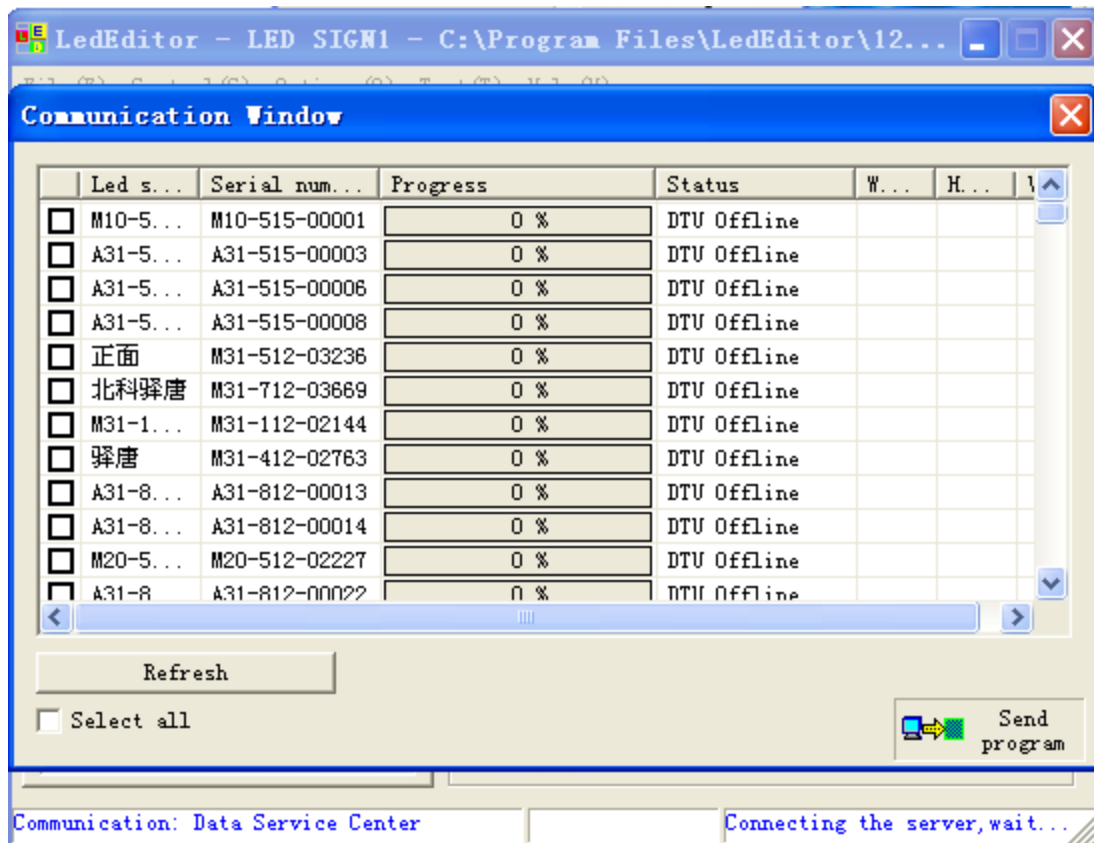 LedEditor - LED SIGN1 - C:\Program Files\LedEditor\12...
Communication Window
Led s... Serial num... Progress Status W... H...
M10-5... M10-515-00001 0 % DTU Offline
A31-5... A31-515-00003 0 % DTU Offline
A31-5... A31-515-00006 0 % DTU Offline
A31-5... A31-515-00008 0 % DTU Offline
正面 M31-512-03236 0 % DTU Offline
北科驿唐 M31-712-03669 0 % DTU Offline
M31-1... M31-112-02144 0 % DTU Offline
驿唐 M31-412-02763 0 % DTU Offline
A31-8... A31-812-00013 0 % DTU Offline
A31-8... A31-812-00014 0 % DTU Offline
M20-5... M20-512-02227 0 % DTU Offline
A31-8 A31-812-00022 0 % DTU Offline
Refresh
Select all
Send
program
Communication: Data Service Center Connecting the server,wait...